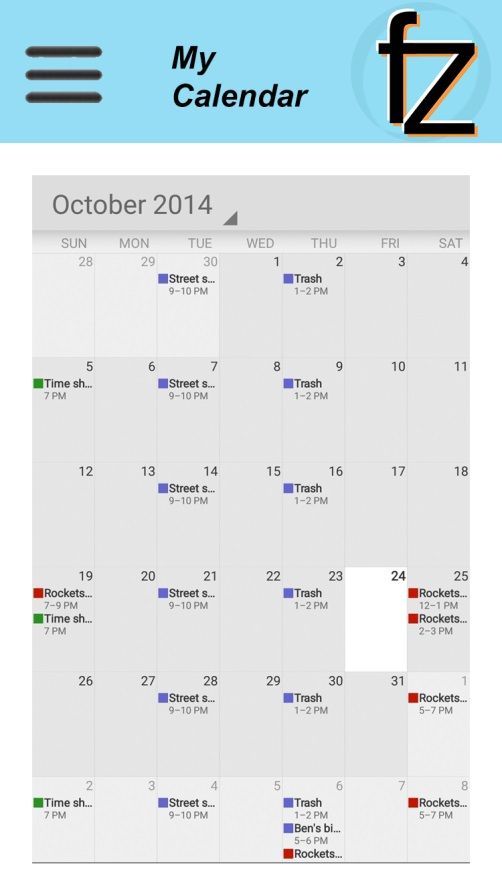 My
Calendar
fz
October 2014
SUN MON TUE WED THU FRI SAT
28 29 30 1 2 3 4
Street s... Trash
9–10 PM 1–2 PM
5 6 7 8 9 10 11
Time sh... Street s... Trash
7 PM 9–10 PM 1–2 PM
12 13 14 15 16 17 18
Street s... Trash
9–10 PM 1–2 PM
19 20 21 22 23 24 25
Rockets... Street s... Trash Rockets...
7–9 PM 9–10 PM 1–2 PM 12–1 PM
Time sh... Rockets...
7 PM 2–3 PM
26 27 28 29 30 31 1
Street s... Trash Rockets...
9–10 PM 1–2 PM 5–7 PM
2 3 4 5 6 7 8
Time sh... Street s... Trash Rockets...
7 PM 9–10 PM 1–2 PM 5–7 PM
Ben's bi...
5–6 PM
Rockets...